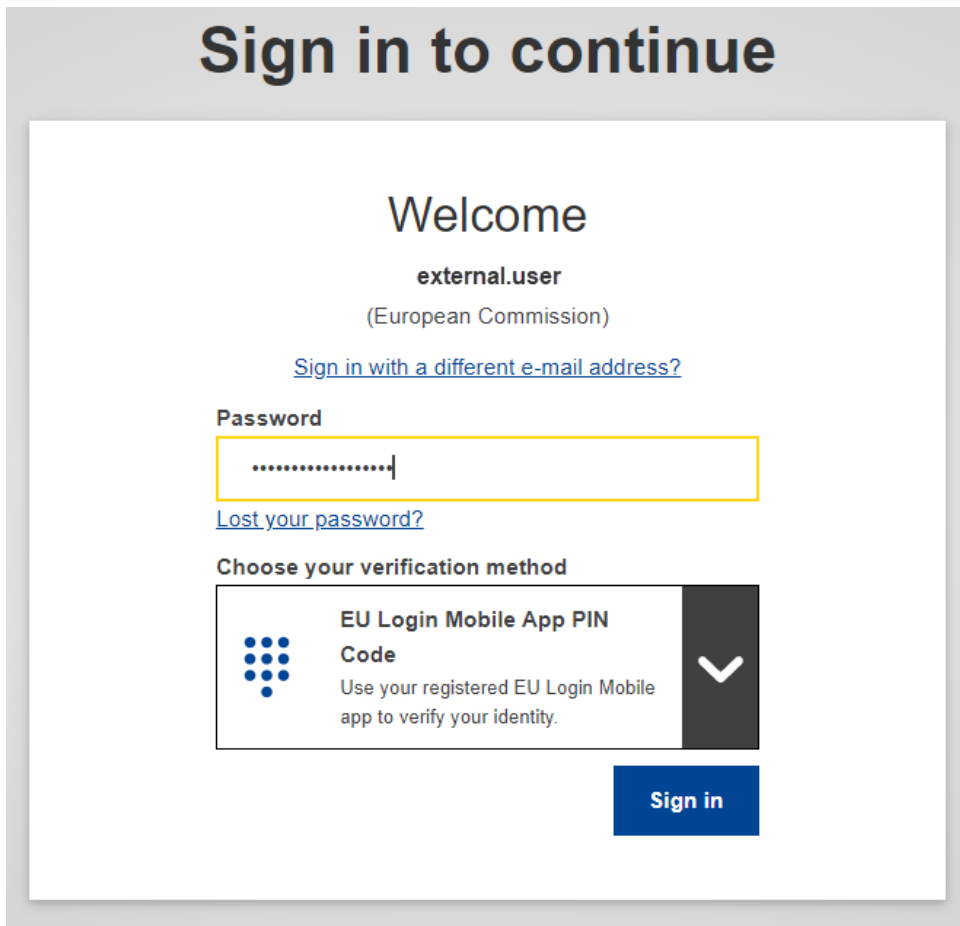 Sign in to continue
Welcome
external.user
(European Commission)
Sign in with a different e-mail address?
Password
••••••••••••••••••
Lost your password?
Choose your verification method
EU Login Mobile App PIN
Code
Use your registered EU Login Mobile
app to verify your identity.
Sign in